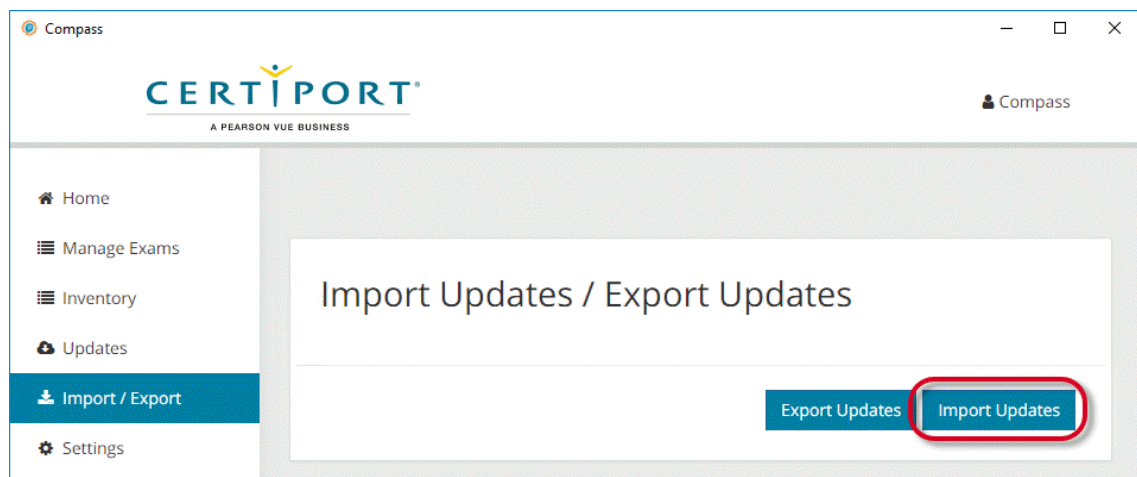 Compass
CERTIPORT®
A PEARSON VUE BUSINESS
Compass
Home
Manage Exams
Inventory
Updates
Import / Export
Settings
Import Updates / Export Updates
Export Updates
Import Updates